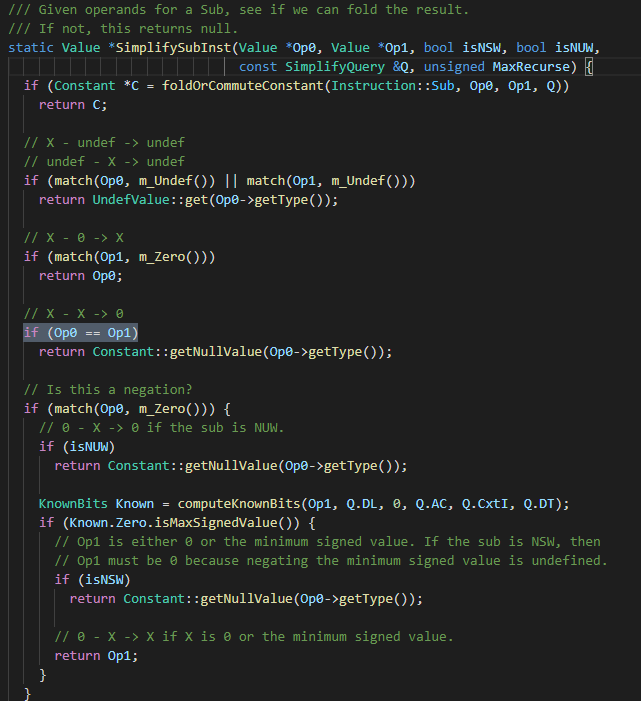 /// Given operands for a Sub, see if we can fold the result.
/// If not, this returns null.
static Value *SimplifySubInst(Value *Op0, Value *Op1, bool isNSW, bool isNUW,
                              const SimplifyQuery &Q, unsigned MaxRecurse) {
  if (Constant *C = foldOrCommuteConstant(Instruction::Sub, Op0, Op1, Q))
    return C;

  // X - undef -> undef
  // undef - X -> undef
  if (match(Op0, m_Undef()) || match(Op1, m_Undef()))
    return UndefValue::get(Op0->getType());

  // X - 0 -> X
  if (match(Op1, m_Zero()))
    return Op0;

  // X - X -> 0
  if (Op0 == Op1)
    return Constant::getNullValue(Op0->getType());

  // Is this a negation?
  if (match(Op0, m_Zero())) {
    // 0 - X -> 0 if the sub is NUW.
    if (isNUW)
      return Constant::getNullValue(Op0->getType());

    KnownBits Known = computeKnownBits(Op1, Q.DL, 0, Q.AC, Q.CxtI, Q.DT);
    if (Known.Zero.isMaxSignedValue()) {
      // Op1 is either 0 or the minimum signed value. If the sub is NSW, then
      // Op1 must be 0 because negating the minimum signed value is undefined.
      if (isNSW)
        return Constant::getNullValue(Op0->getType());

      // 0 - X -> X if X is 0 or the minimum signed value.
      return Op1;
    }
  }